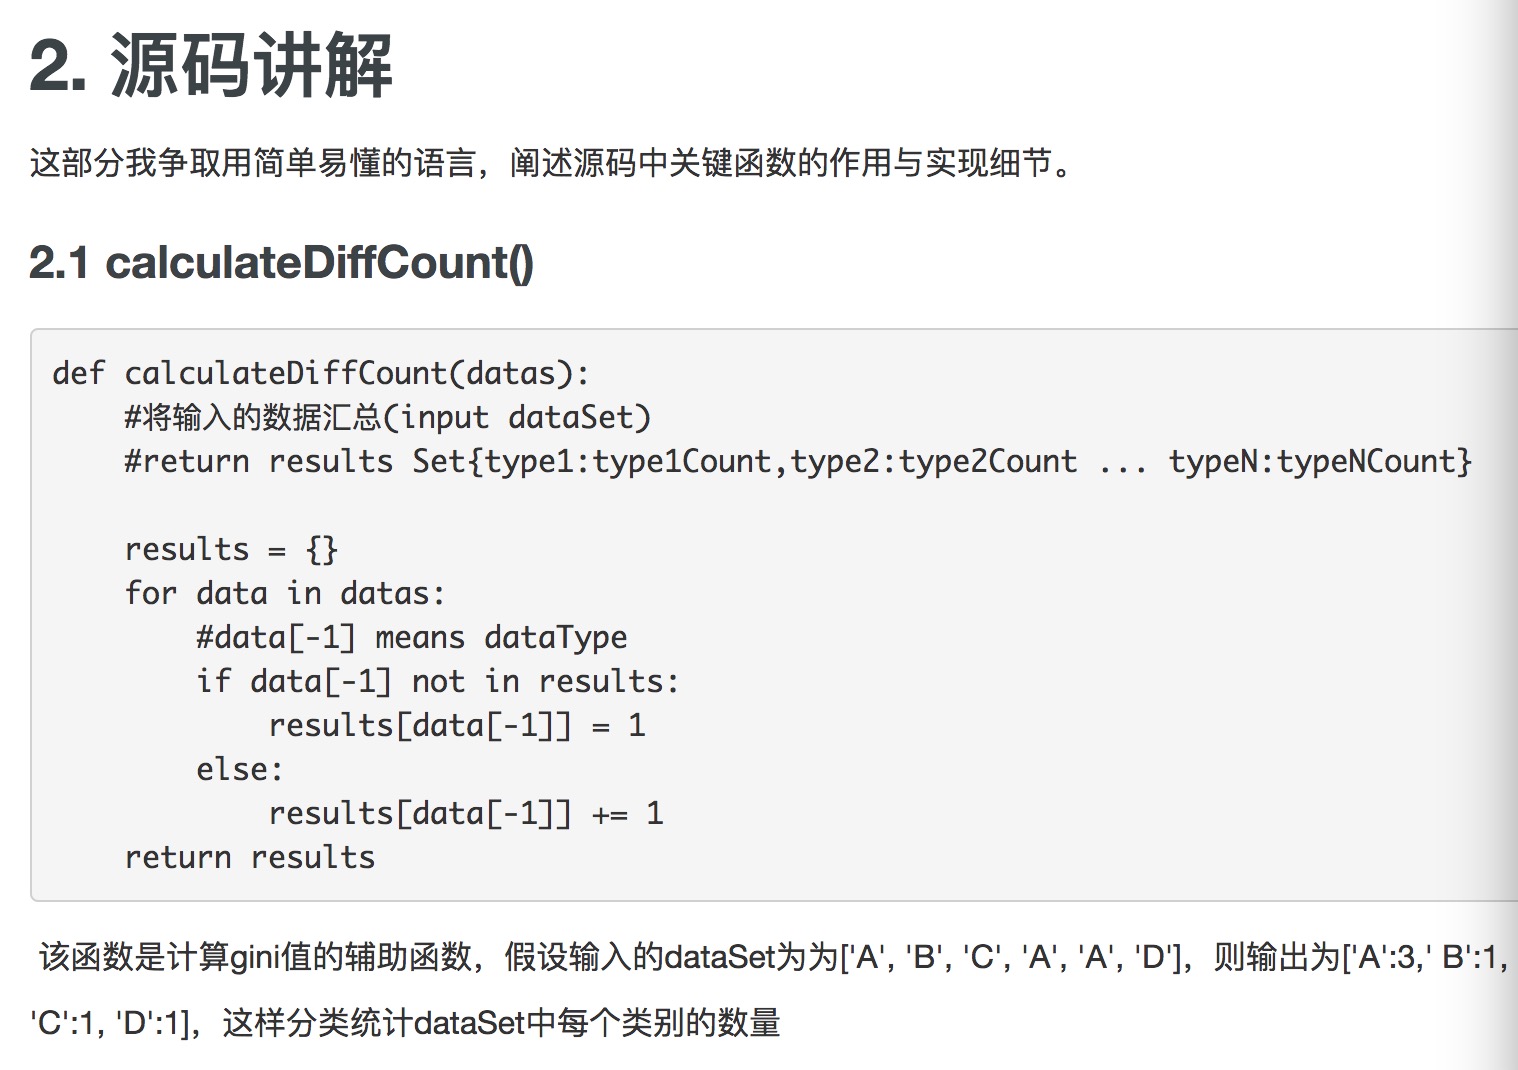 2. 源码讲解
这部分我争取用简单易懂的语言，阐述源码中关键函数的作用与实现细节。
2.1 calculateDiffCount()
def calculateDiffCount(datas):
    #将输入的数据汇总(input dataSet)
    #return results Set{type1:type1Count,type2:type2Count ... typeN:typeNCount}
    results = {}
    for data in datas:
        #data[-1] means dataType
        if data[-1] not in results:
            results[data[-1]] = 1
        else:
            results[data[-1]] += 1
    return results
该函数是计算gini值的辅助函数，假设输入的dataSet为为['A', 'B', 'C', 'A', 'A', 'D']，则输出为['A':3,' B':1,
'C':1, 'D':1]，这样分类统计dataSet中每个类别的数量